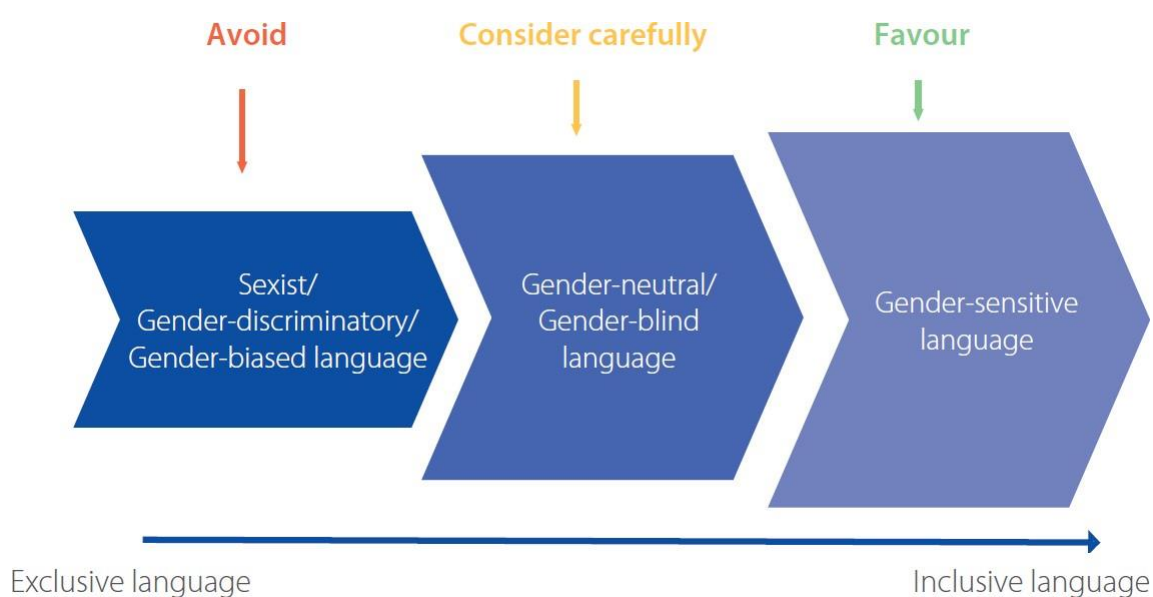 Avoid
Consider carefully
Favour
Sexist/
Gender-discriminatory/
Gender-biased language
Gender-neutral/
Gender-blind
language
Gender-sensitive
language
Exclusive language
Inclusive language